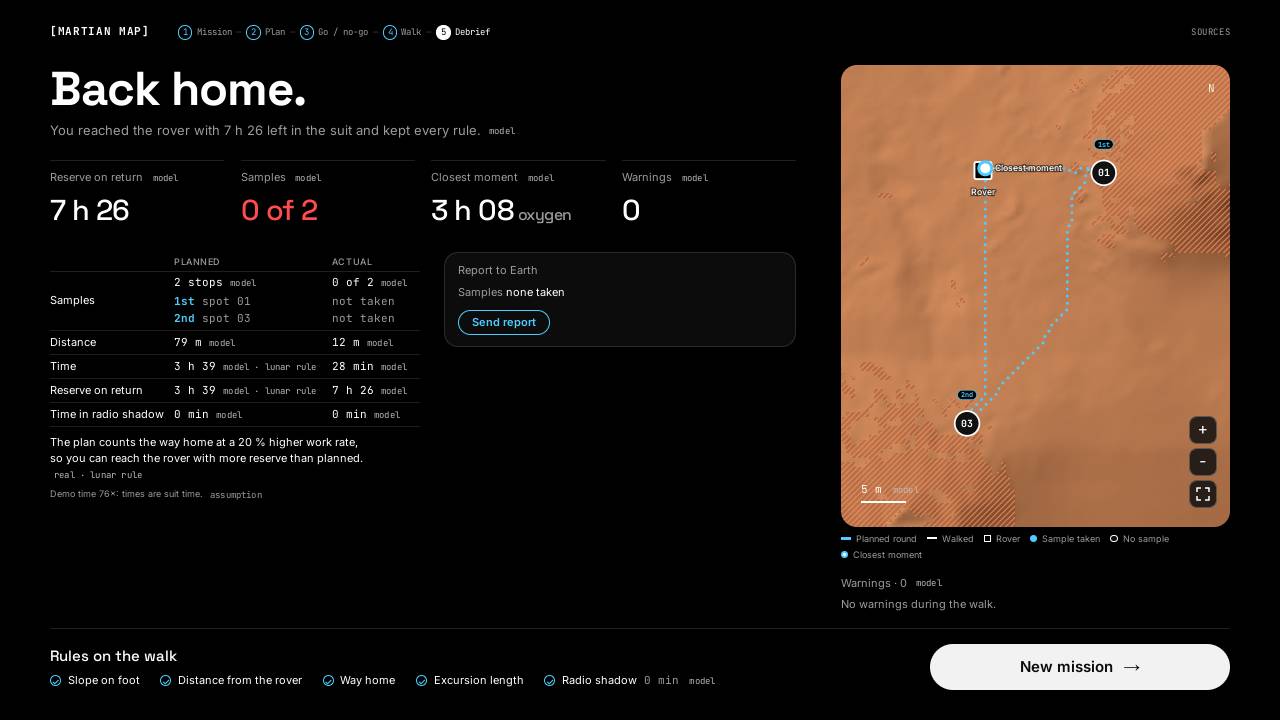 [MARTIAN MAP] 1 Mission – 2 Plan – 3 Go / no-go – 4 Walk – 5 Debrief SOURCES
Back home.
You reached the rover with 7 h 26 left in the suit and kept every rule. model
Reserve on return model Samples model Closest moment model Warnings model
7 h 26 0 of 2 3 h 08 oxygen 0
PLANNED ACTUAL
Samples 2 stops model 0 of 2 model
1st spot 01 not taken
2nd spot 03 not taken
Distance 79 m model 12 m model
Time 3 h 39 model · lunar rule 28 min model
Reserve on return 3 h 39 model · lunar rule 7 h 26 model
Time in radio shadow 0 min model 0 min model
The plan counts the way home at a 20 % higher work rate,
so you can reach the rover with more reserve than planned.
real · lunar rule
Demo time 76×: times are suit time. assumption
Report to Earth
Samples none taken
Send report
N
1st
01
Closest moment
Rover
2nd
03
+
-
5 m model
Planned round Walked Rover Sample taken No sample
Closest moment
Warnings · 0 model
No warnings during the walk.
Rules on the walk
Slope on foot Distance from the rover Way home Excursion length Radio shadow 0 min model
New mission →